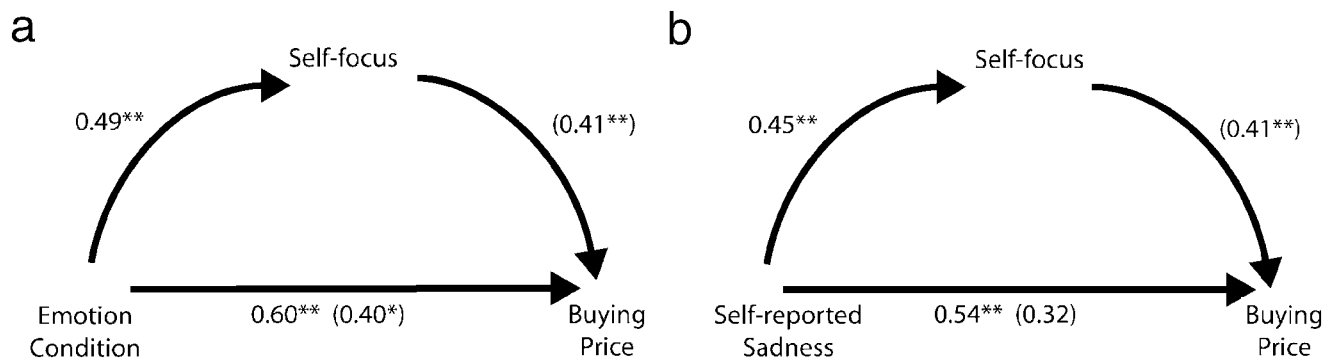 a
Self-focus
0.49**
(0.41**)
0.60** (0.40*)
Emotion
Condition
Buying
Price
b
Self-focus
0.45**
(0.41**)
0.54** (0.32)
Self-reported
Sadness
Buying
Price